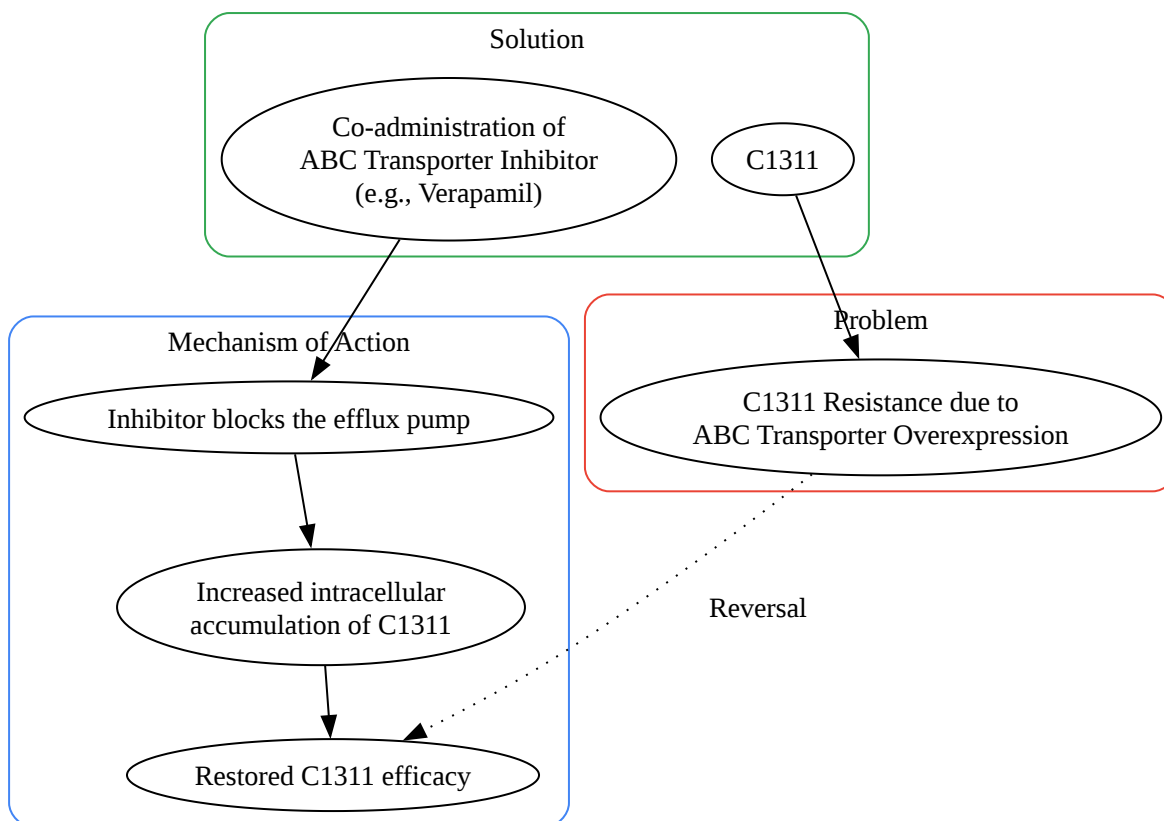 Solution
Co-administration of
ABC Transporter Inhibitor
(e.g., Verapamil)
C1311
Mechanism of Action
Inhibitor blocks the efflux pump
Increased intracellular
accumulation of C1311
Restored C1311 efficacy
Problem
C1311 Resistance due to
ABC Transporter Overexpression
Reversal